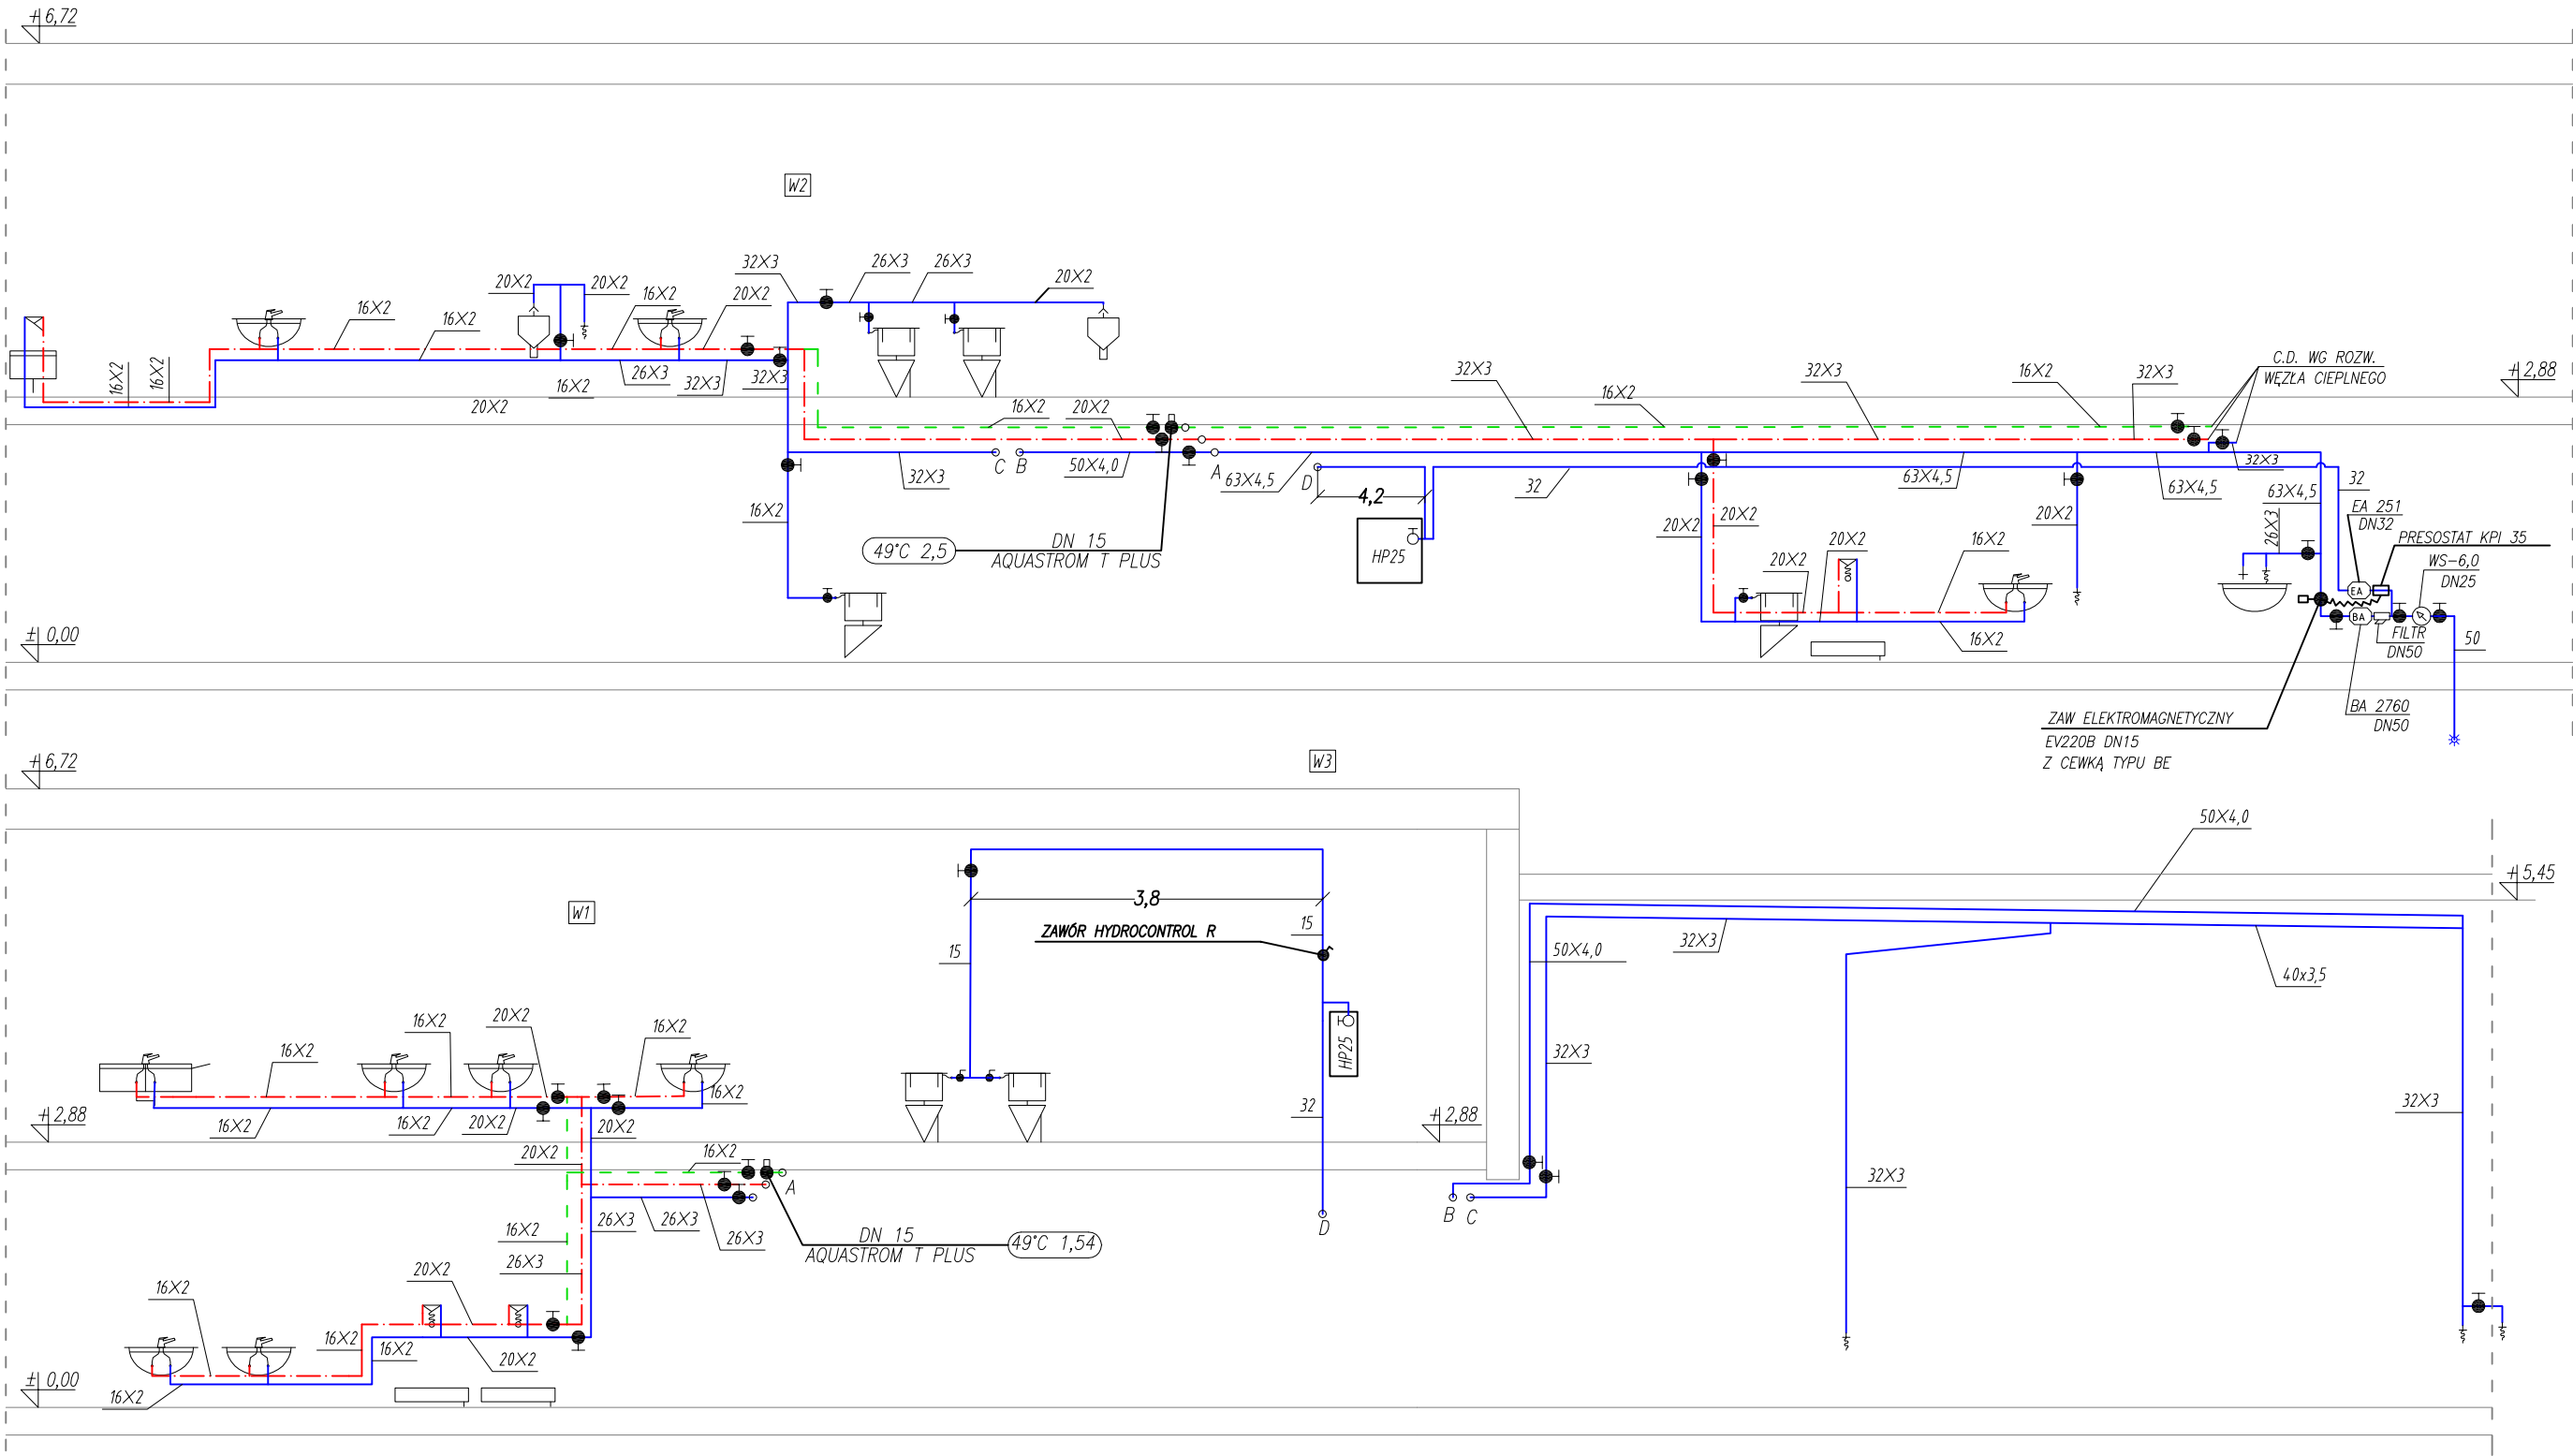 +6,72
W2
32X3
26X3
26X3
20X2
20X2
20X2
16X2
20X2
16X2
16X2
16X2
16X2
20X2
16X2
26X3
32X3
32X3
16X2
20X2
32X3
16X2
32X3
16X2
32X3
C.D. WG ROZW.
WĘZŁA CIEPLNEGO
+2,88
C
B
A
D
32X3
50X4,0
63X4,5
4,2
32
63X4,5
63X4,5
32X3
63X4,5
32
16X2
49°C 2,5
DN 15
AQUASTROM T PLUS
HP25
20X2
20X2
20X2
26X3
EA 251
DN32
PRESOSTAT KPI 35
WS-6,0
DN25
20X2
20X2
16X2
16X2
EA
BA
FILTR
DN50
50
± 0,00
BA 2760
DN50
ZAW ELEKTROMAGNETYCZNY
EV220B DN15
Z CEWKĄ TYPU BE
+6,72
W3
50X4,0
+5,45
W1
3,8
ZAWÓR HYDROCONTROL R
15
15
50X4,0
32X3
40x3,5
16X2
16X2
20X2
16X2
16X2
HP25
32X3
32X3
+2,88
16X2
16X2
20X2
20X2
32
+2,88
20X2
16X2
A
32X3
16X2
26X3
26X3
26X3
26X3
D
B
C
DN 15
AQUASTROM T PLUS
49°C 1,54
16X2
20X2
16X2
16X2
20X2
± 0,00
16X2